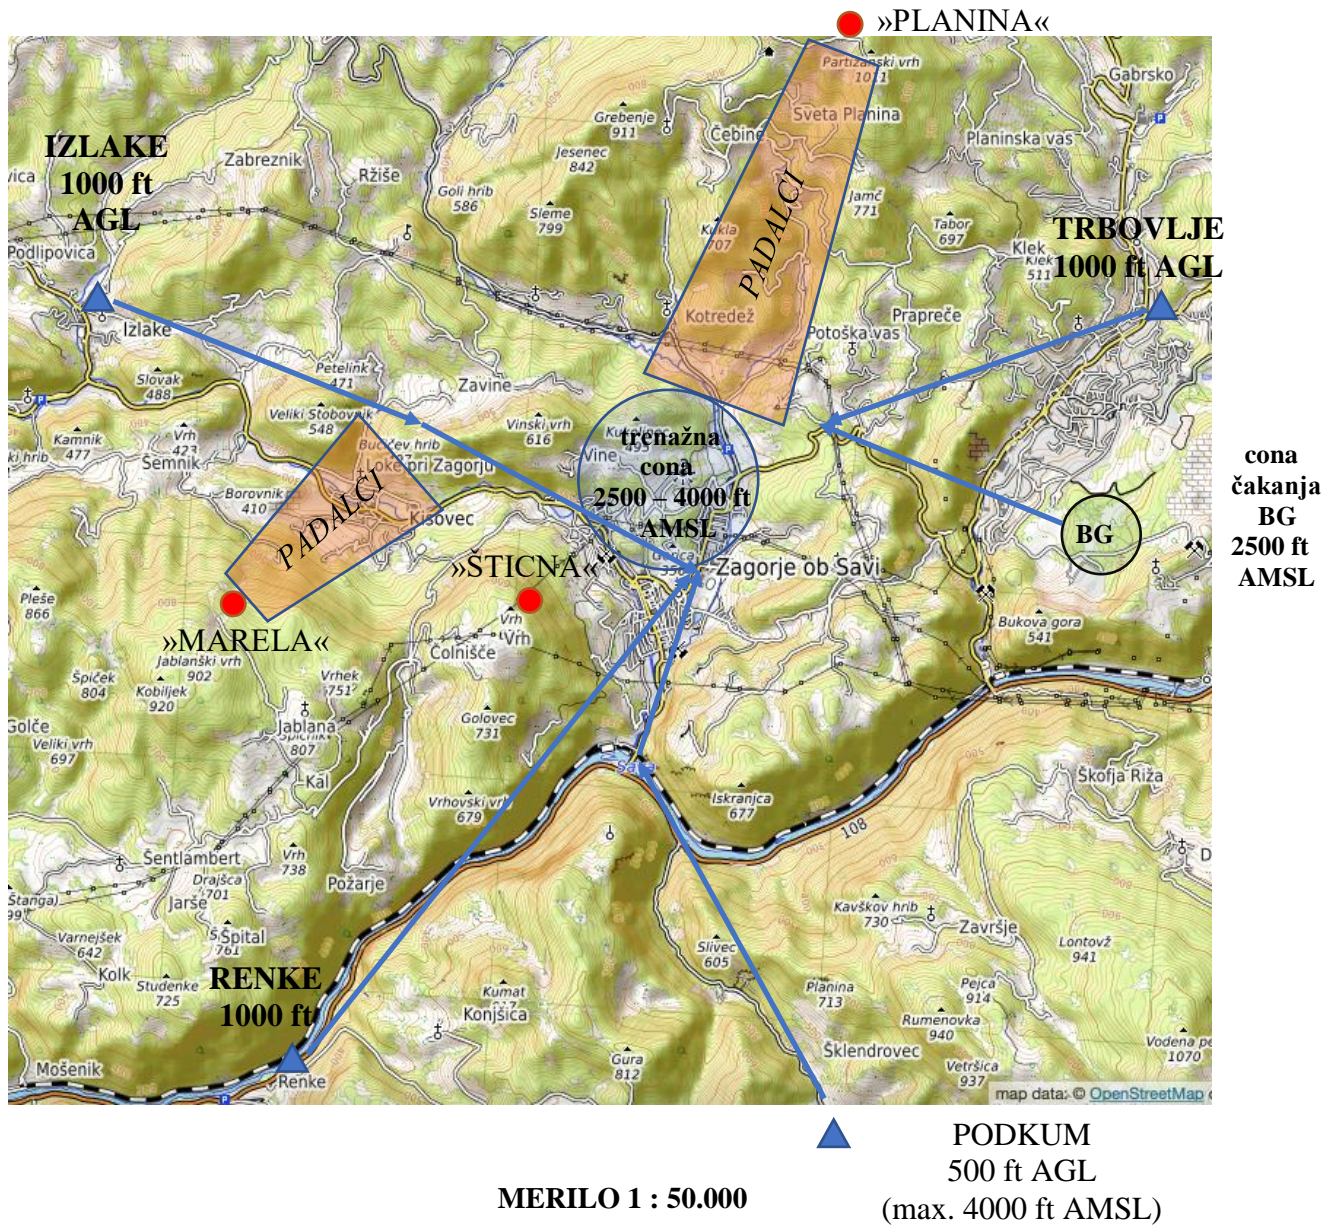 »PLANINA«
Partizanski vrh
1011
Gabrsko
Grebenje
911
Čebine
Sveta Planina
Planinska vas
IZLAKE
1000 ft
AGL
Zabreznik
Ržiše
Jesenec
842
Goli hrib
586
Sleme
799
Kukla
707
PADALCI
Jamč
771
Tabor
697
Klek
Klek
511
TRBOVLJE
1000 ft AGL
Podlipovica
Izlake
Kotredež
Potoška vas
Prapreče
Slovak
488
Petelink
471
Zavine
Veliki Stobovnik
548
Vinski vrh
616
Vine
trenažna
cona
2500 – 4000 ft
AMSL
Kamnik
477
Vrh
423
Šemnik
Bučičev hrib
Loke pri Zagorju
Borovnik
410
PADALCI
Kisovec
cona
čakanja
BG
2500 ft
AMSL
BG
»ŠTICNA«
Zagorje ob Savi
Pleše
866
»MARELA«
Vrh
Vrh
Čolnišče
Bukova gora
541
Jablanški vrh
902
Špiček
804
Kobiljek
920
Vrhek
751
Golče
Veliki vrh
697
Jablana
807
Golovec
731
Kal
Sava
Škofja Riža
Vrhovski vrh
679
Iskranjca
677
108
Šentlambert
Vrh
738
Drajšca
701
Jarše
Požarje
Kavškov hrib
730
Završje
Varnejšek
642
Špital
761
Slivec
605
Lontovž
941
Kolk
Studenke
725
RENKE
1000 ft
Kumat
Konjšica
Planina
713
Pejca
914
Rumenovka
940
Vodena pe
1070
Mošenik
Renke
Gura
812
Šklendrovec
Vetršica
937
map data: © OpenStreetMap c
PODKUM
500 ft AGL
(max. 4000 ft AMSL)
MERILO 1 : 50.000